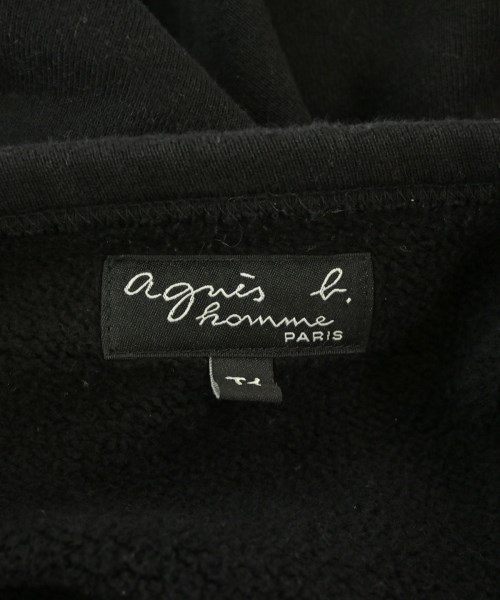 agnès b.
homme
PARIS
T1